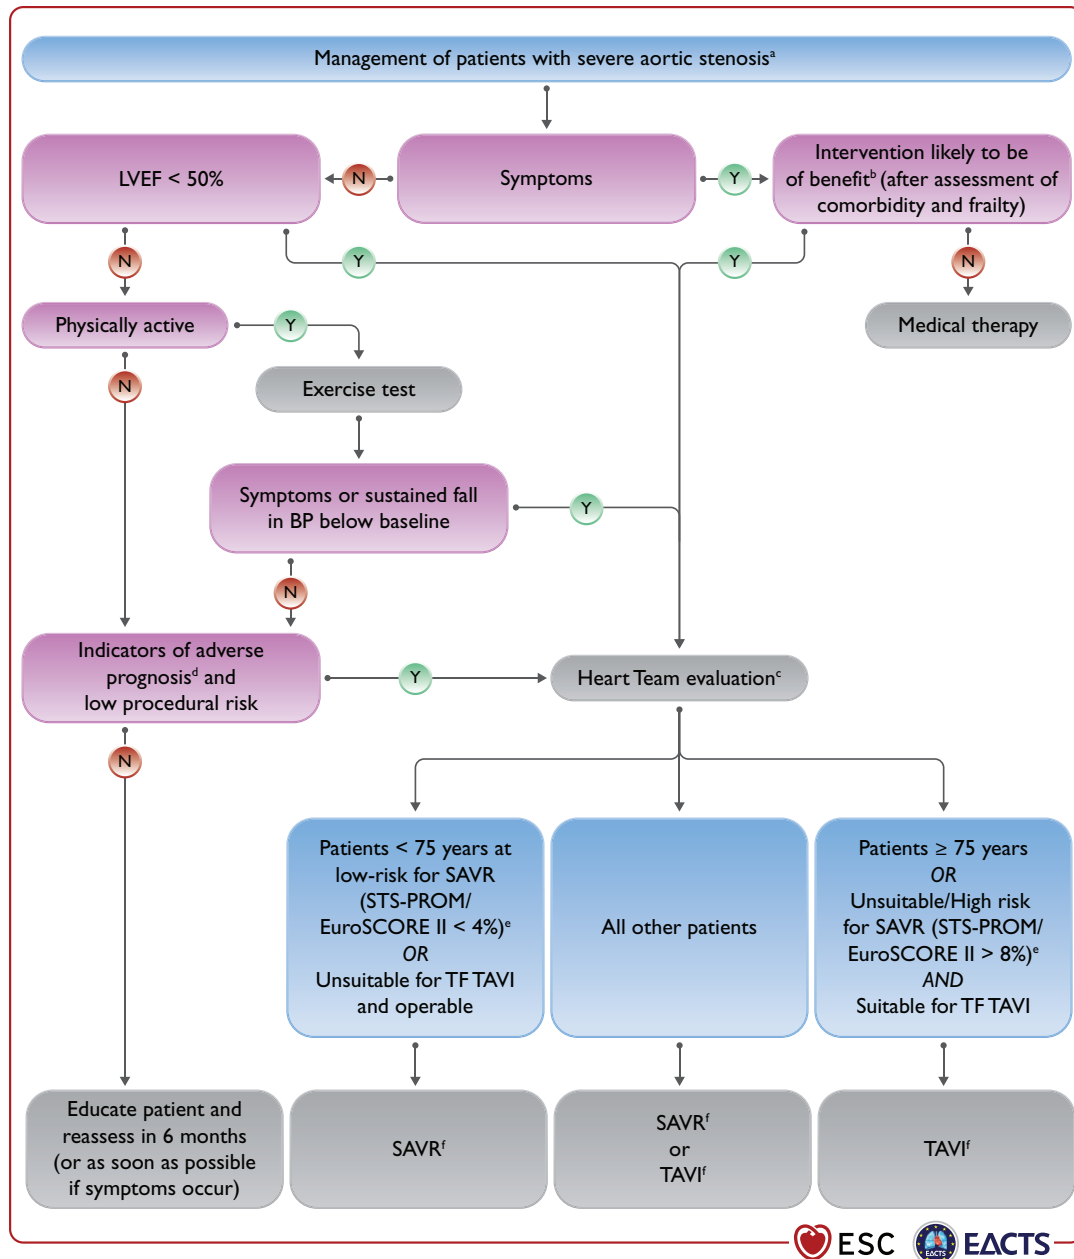 Management of patients with severe aortic stenosisᵃ
LVEF < 50%
N
Symptoms
Y
Intervention likely to be
of benefitᵇ (after assessment of
comorbidity and frailty)
N
Y
Y
N
Physically active
Y
Medical therapy
N
Exercise test
Symptoms or sustained fall
in BP below baseline
Y
N
Indicators of adverse
prognosisᵈ and
low procedural risk
Y
Heart Team evaluationᶜ
N
Patients < 75 years at
low-risk for SAVR
(STS-PROM/
EuroSCORE II < 4%)ᵉ
OR
Unsuitable for TF TAVI
and operable
All other patients
Patients ≥ 75 years
OR
Unsuitable/High risk
for SAVR (STS-PROM/
EuroSCORE II > 8%)ᵉ
AND
Suitable for TF TAVI
Educate patient and
reassess in 6 months
(or as soon as possible
if symptoms occur)
SAVRᶠ
SAVRᶠ
or
TAVIᶠ
TAVIᶠ
ESC
EACTS
EACTS